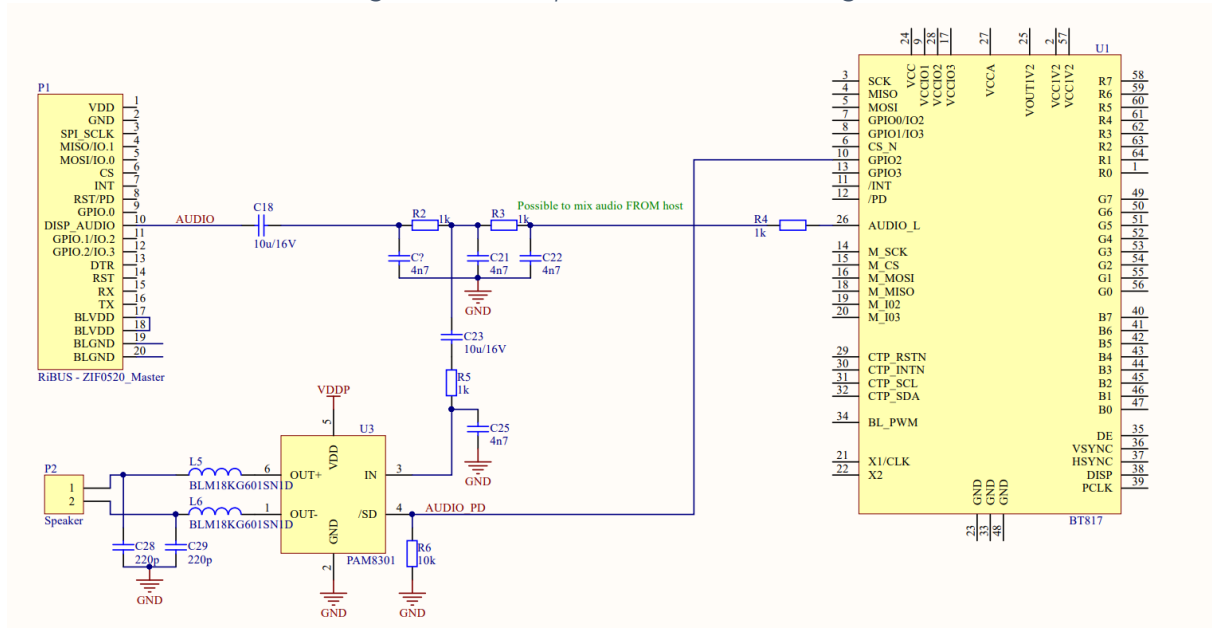 P1
VDD 1
GND 2
SPI_SCLK 3
MISO/IO.1 4
MOSI/IO.0 5
CS 6
INT 7
RST/PD 8
GPIO.0 9
DISP_AUDIO 10
GPIO.1/IO.2 11
GPIO.2/IO.3 12
DTR 13
RST 14
RX 15
TX 16
BLVDD 17
BLVDD 18
BLGND 19
BLGND 20
RiBUS - ZIF0520_Master
AUDIO
C18
10u/16V
R2
1k
R3
1k
Possible to mix audio FROM host
R4
1k
C?
4n7
C21
4n7
C22
4n7
GND
C23
10u/16V
R5
1k
C25
4n7
GND
VDDP
U3
5
VDD
6 OUT+
IN 3
1 OUT-
/SD 4
GND
2
PAM8301
GND
AUDIO_PD
R6
10k
GND
P2
1
2
Speaker
L5
BLM18KG601SN1D
L6
BLM18KG601SN1D
C28
220p
C29
220p
GND
U1
24 VCC
9 VCCIO1
28 VCCIO2
17 VCCIO3
27 VCCA
25 VOUT1V2
2 VCC1V2
57 VCC1V2
3 SCK
4 MISO
5 MOSI
7 GPIO0/IO2
8 GPIO1/IO3
6 CS_N
10 GPIO2
13 GPIO3
11 /INT
12 /PD
26 AUDIO_L
14 M_SCK
15 M_CS
16 M_MOSI
18 M_MISO
19 M_I02
20 M_I03
29 CTP_RSTN
30 CTP_INTN
31 CTP_SCL
32 CTP_SDA
34 BL_PWM
21 X1/CLK
22 X2
R7 58
R6 59
R5 60
R4 61
R3 62
R2 63
R1 64
R0 1
G7 49
G6 50
G5 51
G4 52
G3 53
G2 54
G1 55
G0 56
B7 40
B6 41
B5 42
B4 43
B3 44
B2 45
B1 46
B0 47
DE 35
VSYNC 36
HSYNC 37
DISP 38
PCLK 39
GND 23
GND 33
GND 48
BT817